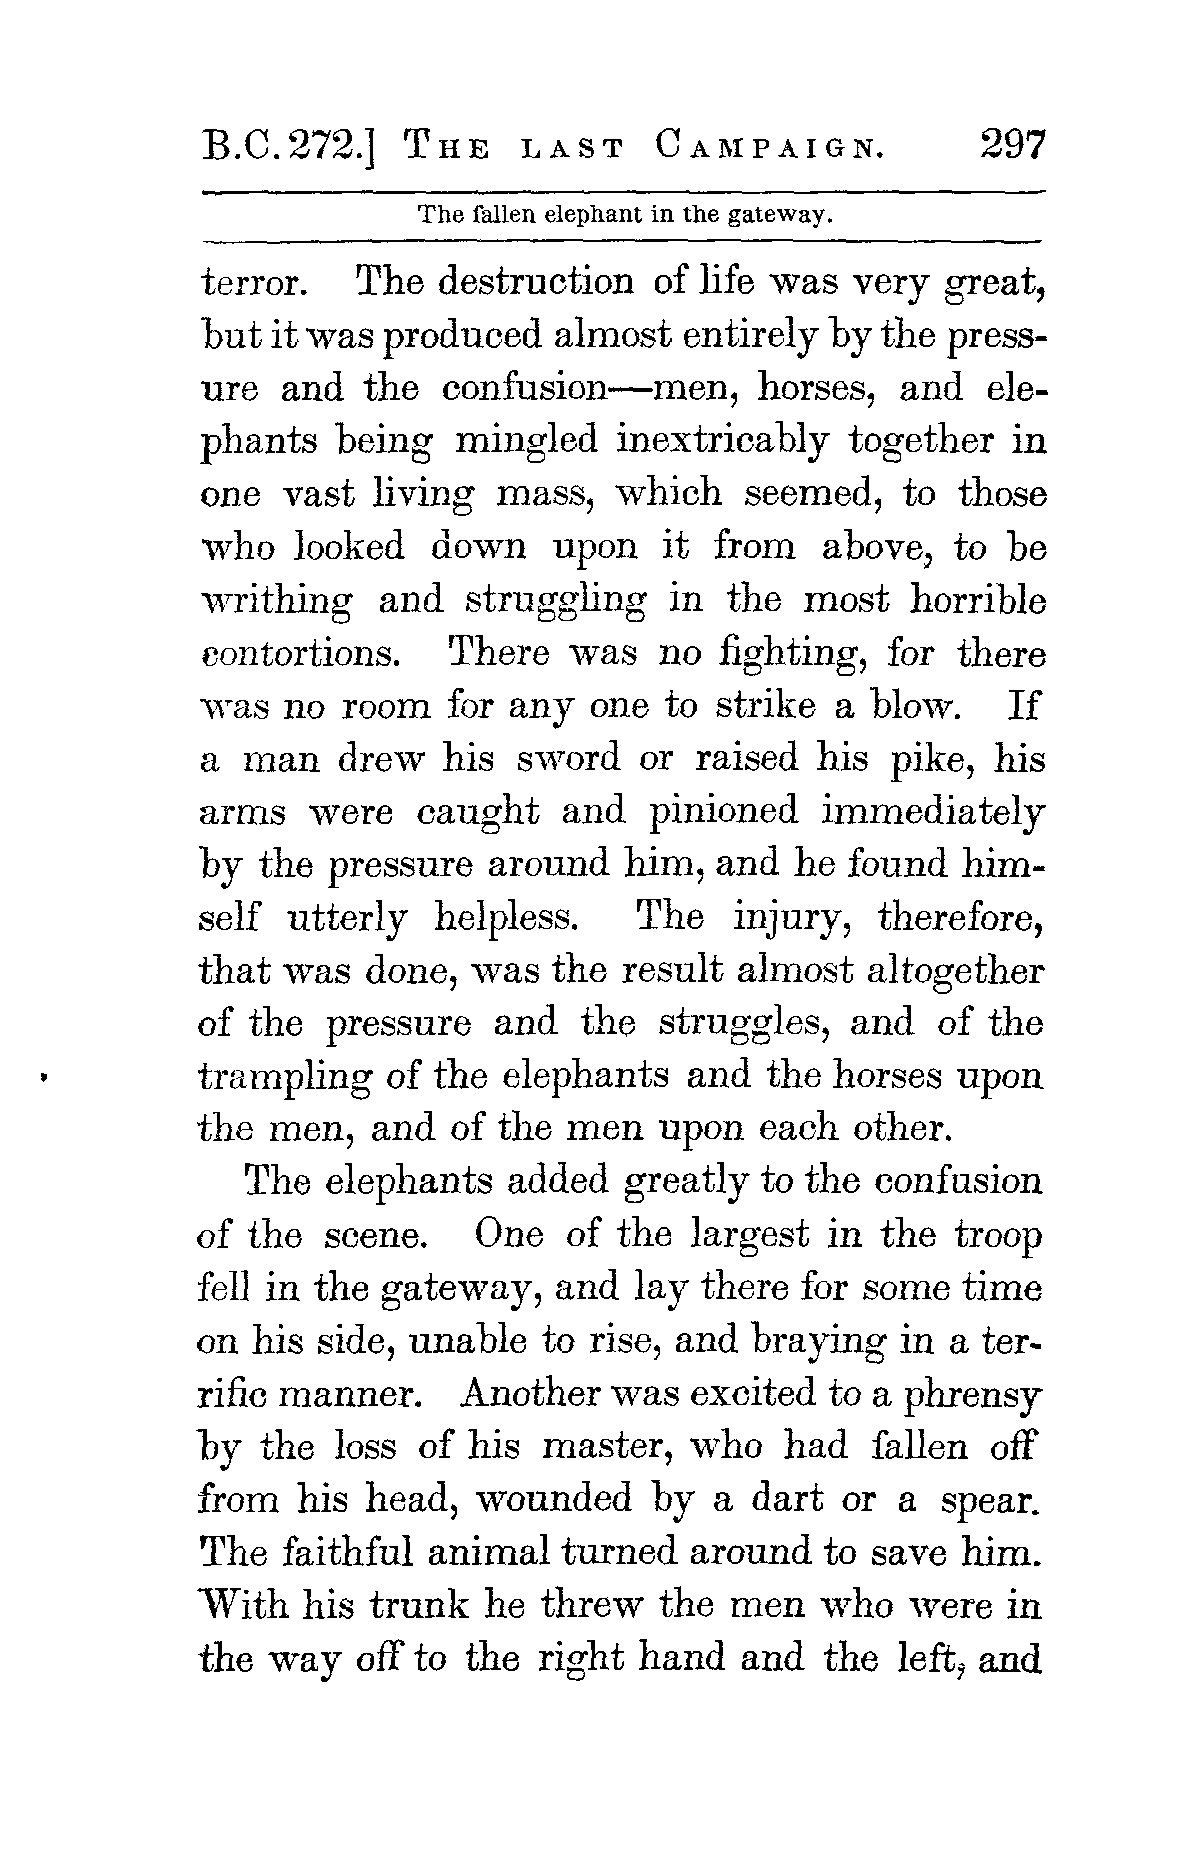 B.C. 272.] THE LAST CAMPAIGN. 297
The fallen elephant in the gateway.
terror. The destruction of life was very great,
but it was produced almost entirely by the press-
ure and the confusion—men, horses, and ele-
phants being mingled inextricably together in
one vast living mass, which seemed, to those
who looked down upon it from above, to be
writhing and struggling in the most horrible
contortions. There was no fighting, for there
was no room for any one to strike a blow. If
a man drew his sword or raised his pike, his
arms were caught and pinioned immediately
by the pressure around him, and he found him-
self utterly helpless. The injury, therefore,
that was done, was the result almost altogether
of the pressure and the struggles, and of the
trampling of the elephants and the horses upon
the men, and of the men upon each other.
The elephants added greatly to the confusion
of the scene. One of the largest in the troop
fell in the gateway, and lay there for some time
on his side, unable to rise, and braying in a ter-
rific manner. Another was excited to a phrensy
by the loss of his master, who had fallen off
from his head, wounded by a dart or a spear.
The faithful animal turned around to save him.
With his trunk he threw the men who were in
the way off to the right hand and the left, and